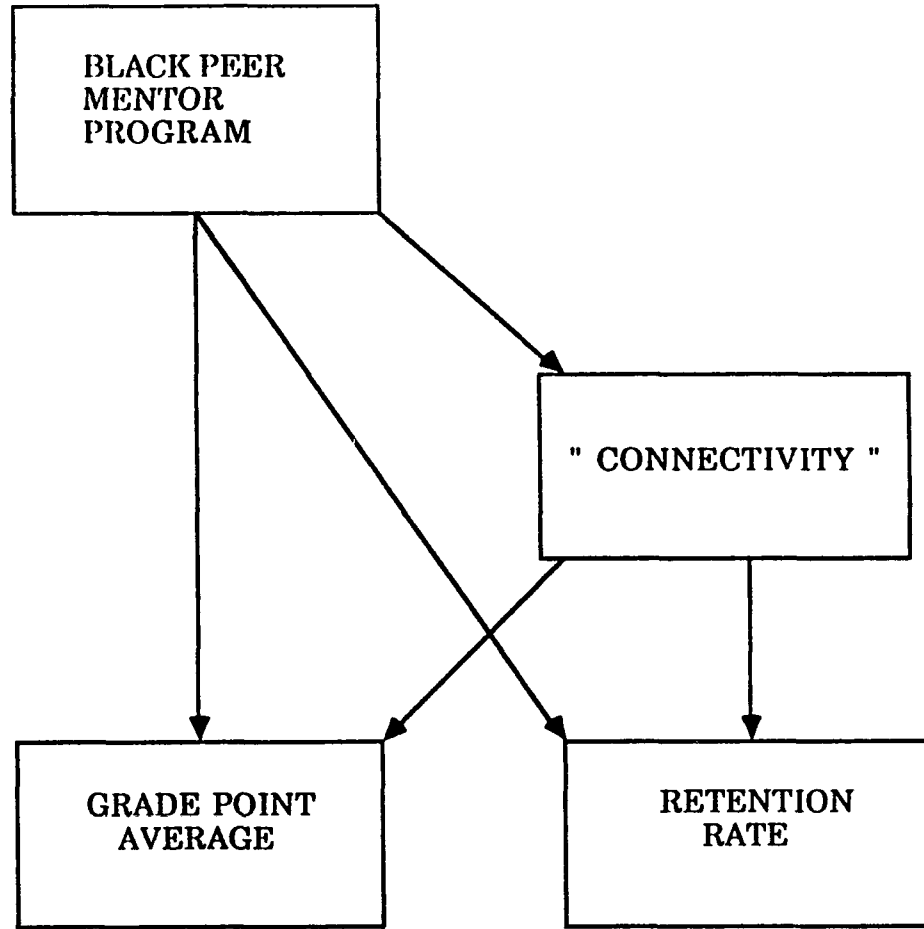 BLACK PEER
MENTOR
PROGRAM
" CONNECTIVITY "
GRADE POINT
AVERAGE
RETENTION
RATE